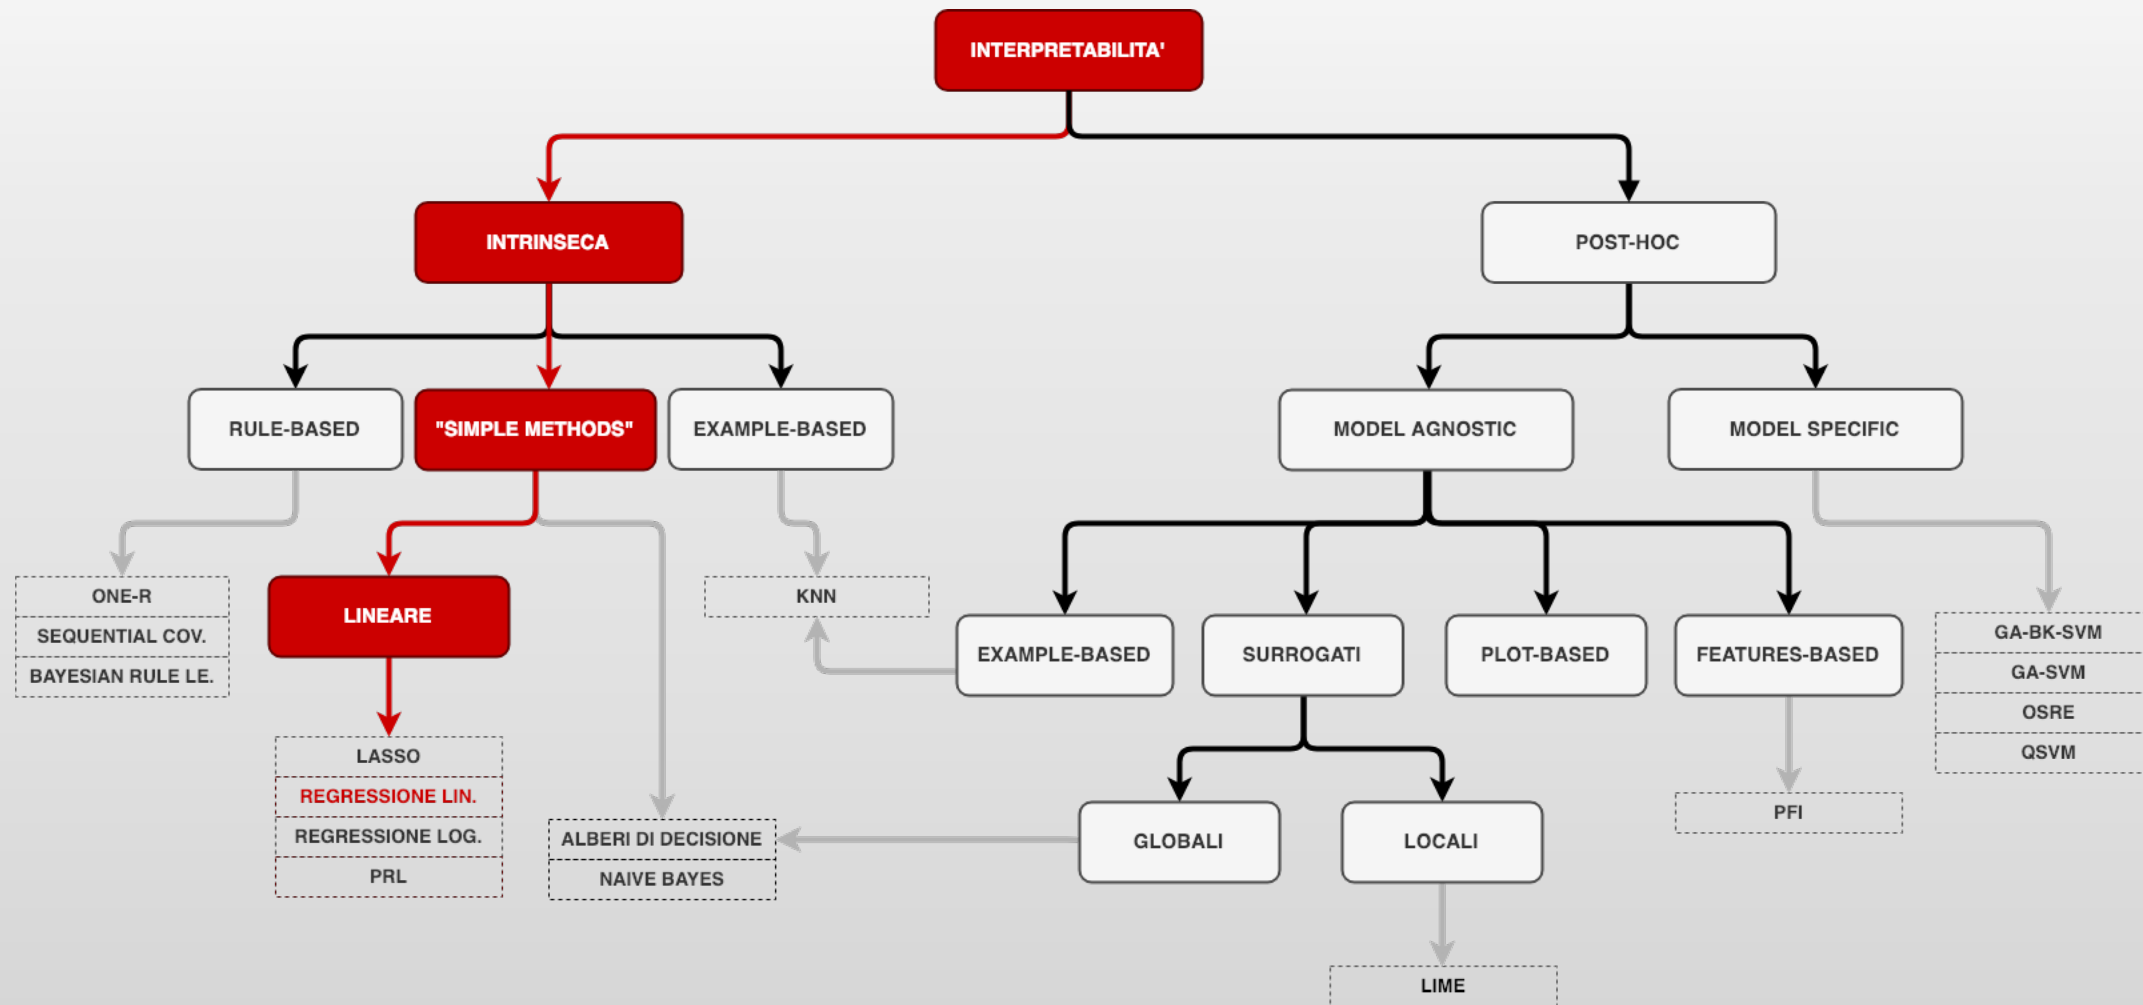 INTERPRETABILITA'
INTRINSECA
POST-HOC
RULE-BASED
"SIMPLE METHODS"
EXAMPLE-BASED
MODEL AGNOSTIC
MODEL SPECIFIC
ONE-R
SEQUENTIAL COV.
BAYESIAN RULE LE.
LINEARE
KNN
EXAMPLE-BASED
SURROGATI
PLOT-BASED
FEATURES-BASED
GA-BK-SVM
GA-SVM
OSRE
QSVM
LASSO
REGRESSIONE LIN.
REGRESSIONE LOG.
PRL
ALBERI DI DECISIONE
NAIVE BAYES
GLOBALI
LOCALI
PFI
LIME